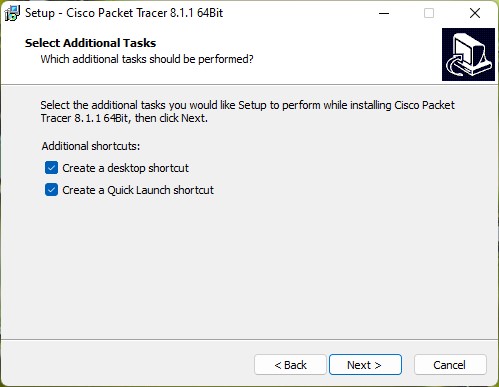 Setup - Cisco Packet Tracer 8.1.1 64Bit
Select Additional Tasks
Which additional tasks should be performed?
Select the additional tasks you would like Setup to perform while installing Cisco Packet
Tracer 8.1.1 64Bit, then click Next.
Additional shortcuts:
Create a desktop shortcut
Create a Quick Launch shortcut
< Back
Next >
Cancel